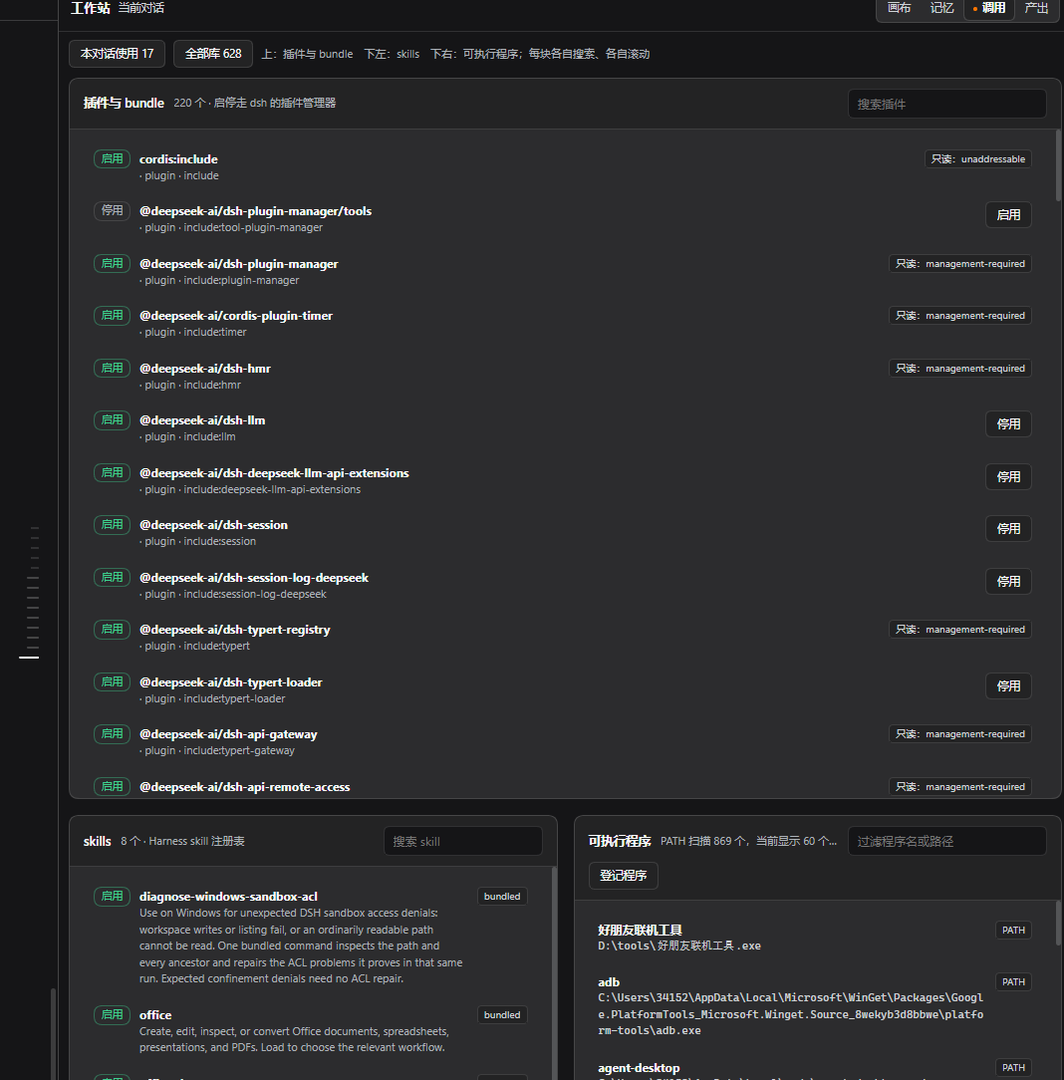 工作站 当前对话
画布 记忆 调用 产出
本对话使用 17 全部库 628 上：插件与 bundle 下左：skills 下右：可执行程序；每块各自搜索、各自滚动
插件与 bundle 220 个 · 启停走 dsh 的插件管理器 搜索插件
启用 cordis:include 只读：unaddressable
· plugin · include
停用 @deepseek-ai/dsh-plugin-manager/tools 启用
· plugin · include:tool-plugin-manager
启用 @deepseek-ai/dsh-plugin-manager 只读：management-required
· plugin · include:plugin-manager
启用 @deepseek-ai/cordis-plugin-timer 只读：management-required
· plugin · include:timer
启用 @deepseek-ai/dsh-hmr 只读：management-required
· plugin · include:hmr
启用 @deepseek-ai/dsh-llm 停用
· plugin · include:llm
启用 @deepseek-ai/dsh-deepseek-llm-api-extensions 停用
· plugin · include:deepseek-llm-api-extensions
启用 @deepseek-ai/dsh-session 停用
· plugin · include:session
启用 @deepseek-ai/dsh-session-log-deepseek 停用
· plugin · include:session-log-deepseek
启用 @deepseek-ai/dsh-typert-registry 只读：management-required
· plugin · include:typert
启用 @deepseek-ai/dsh-typert-loader 停用
· plugin · include:typert-loader
启用 @deepseek-ai/dsh-api-gateway 只读：management-required
· plugin · include:typert-gateway
启用 @deepseek-ai/dsh-api-remote-access 只读：management-required
skills 8 个 · Harness skill 注册表 搜索 skill
启用 diagnose-windows-sandbox-acl bundled
Use on Windows for unexpected DSH sandbox access denials:
workspace writes or listing fail, or an ordinarily readable path
cannot be read. One bundled command inspects the path and
every ancestor and repairs the ACL problems it proves in that same
run. Expected confinement denials need no ACL repair.
启用 office bundled
Create, edit, inspect, or convert Office documents, spreadsheets,
presentations, and PDFs. Load to choose the relevant workflow.
可执行程序 PATH 扫描 869 个，当前显示 60 个... 过滤程序名或路径
登记程序
好朋友联机工具 PATH
D:\tools\好朋友联机工具.exe
adb PATH
C:\Users\34152\AppData\Local\Microsoft\WinGet\Packages\Googl
e.PlatformTools_Microsoft.Winget.Source_8wekyb3d8bbwe\platfo
rm-tools\adb.exe
agent-desktop PATH